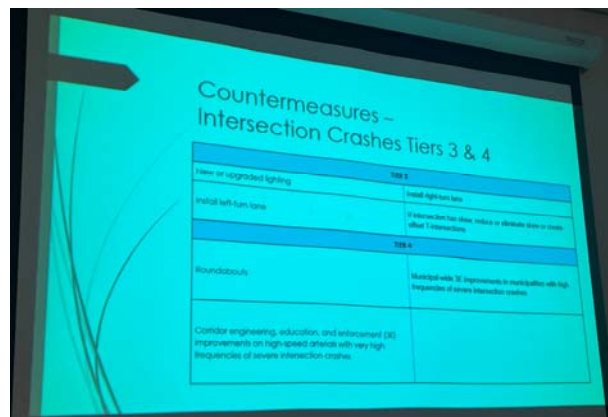 Countermeasures –
Intersection Crashes Tiers 3 & 4
TIER 3
New or upgraded lighting
Install right-turn lane
Install left-turn lane
If intersection has skew, reduce or eliminate skew or create
offset T-intersections
TIER 4
Roundabouts
Municipal-wide 3E improvements in municipalities with high
frequencies of severe intersection crashes
Corridor engineering, education, and enforcement (3E)
improvements on high-speed arterials with very high
frequencies of severe intersection crashes